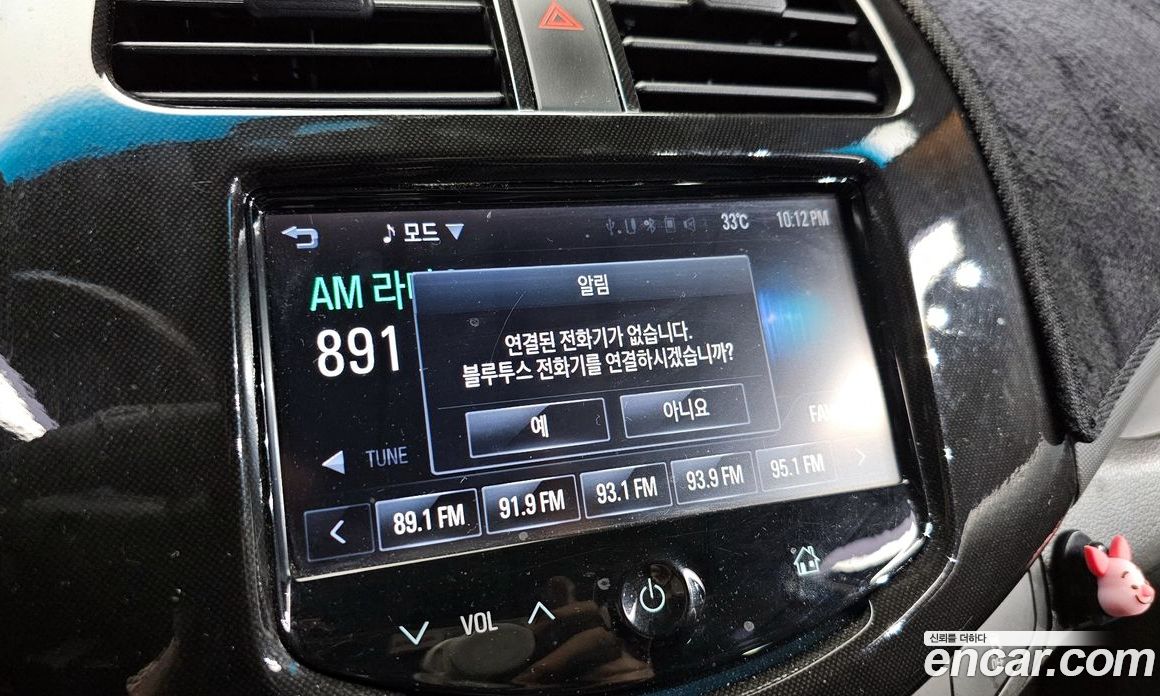 ♪ 모드 ▼
33℃
10:12 PM
AM 라
891
알림
연결된 전화기가 없습니다.
블루투스 전화기를 연결하시겠습니까?
예
아니요
TUNE
FAV
89.1 FM
91.9 FM
93.1 FM
93.9 FM
95.1 FM
VOL
신뢰를 더하다
encar.com